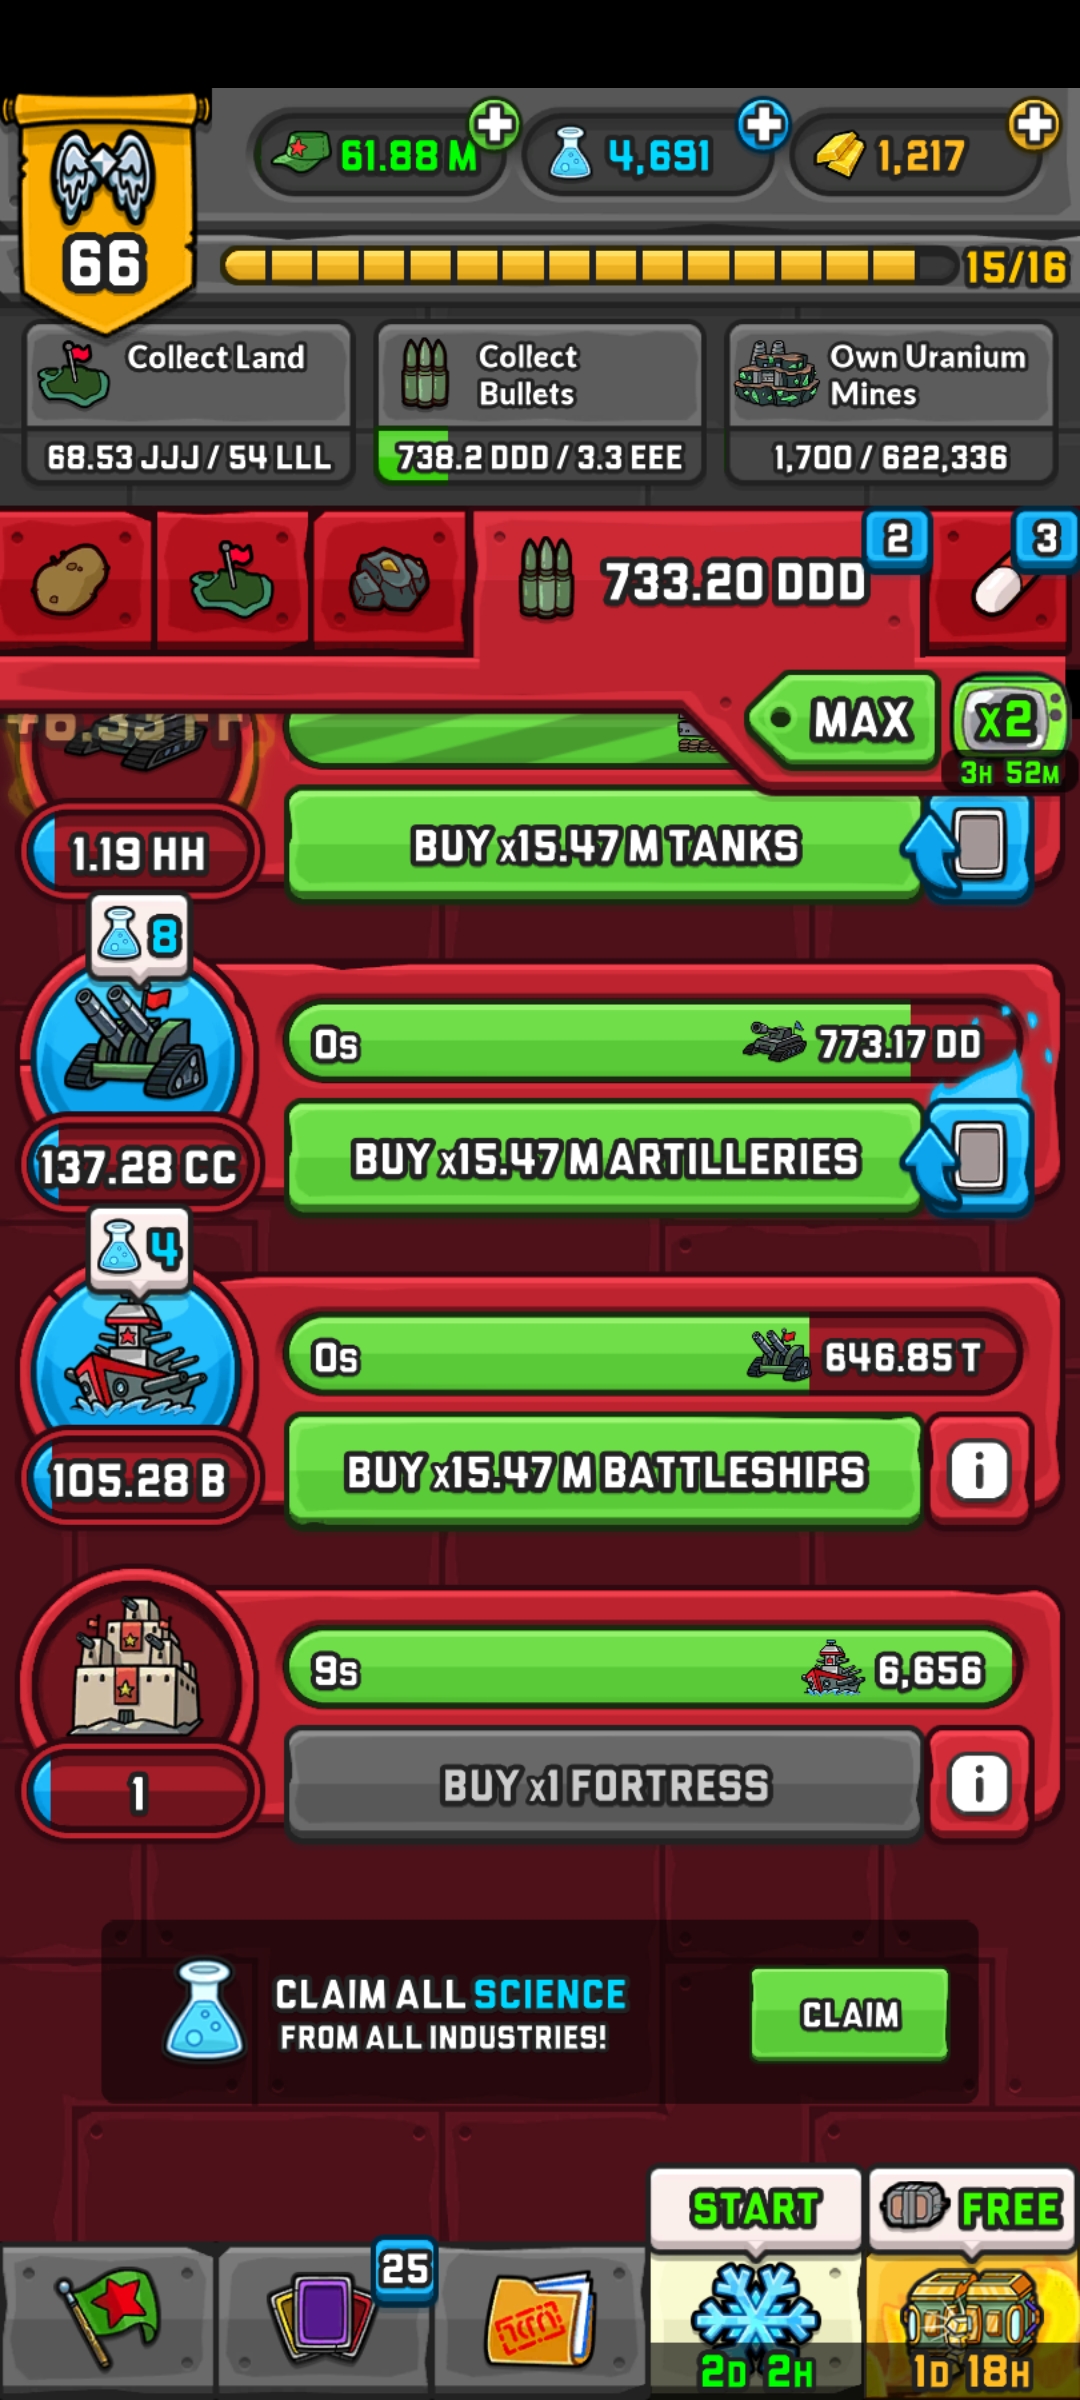 61.88 M
4,691
1,217
66
15/16
Collect Land
68.53 JJJ / 54 LLL
Collect
Bullets
738.2 DDD / 3.3 EEE
Own Uranium
Mines
1,700 / 622,336
733.20 DDD
2
3
MAX
x2
3H 52M
1.19 HH
BUY x15.47 M TANKS
8
0s
773.17 DD
137.28 CC
BUY x15.47 M ARTILLERIES
4
0s
646.85 T
105.28 B
BUY x15.47 M BATTLESHIPS
i
9s
6,656
1
BUY x1 FORTRESS
i
CLAIM ALL SCIENCE
FROM ALL INDUSTRIES!
CLAIM
START
FREE
25
2D 2H
1D 18H